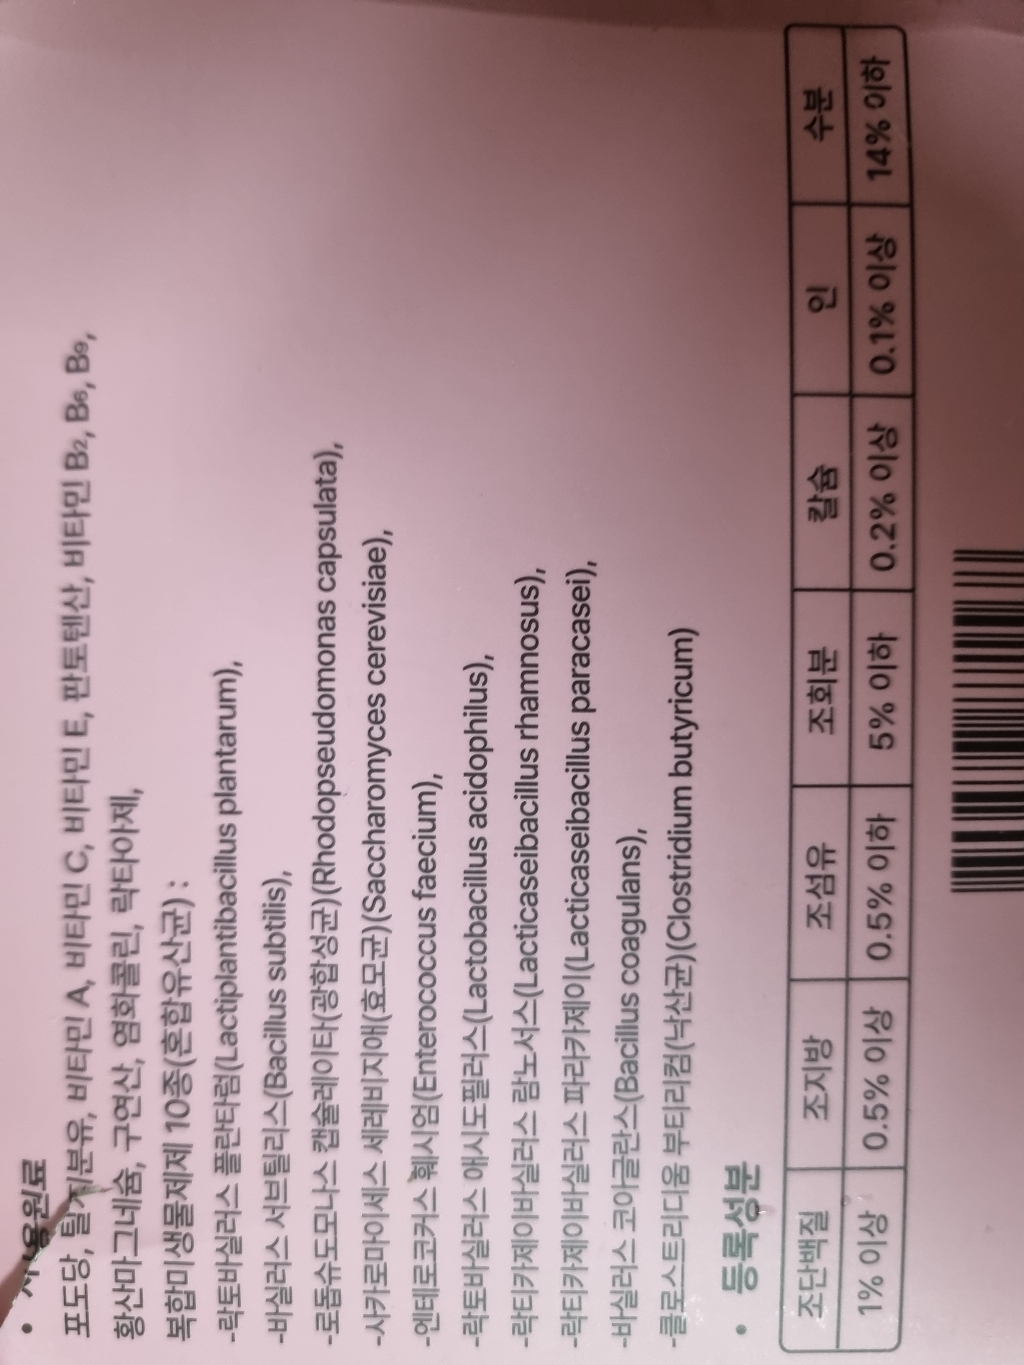 • 사용원료
포도당, 탈지분유, 비타민 A, 비타민 C, 비타민 E, 판토텐산, 비타민 B₂, B₆, B₉,
황산마그네슘, 구연산, 염화콜린, 락타아제,
복합미생물제제 10종(혼합유산균) :
-락토바실러스 플란타럼(Lactiplantibacillus plantarum),
-바실러스 서브틸리스(Bacillus subtilis),
-로돕슈도모나스 캡슐레이타(광합성균)(Rhodopseudomonas capsulata),
-사카로마이세스 세레비지애(효모균)(Saccharomyces cerevisiae),
-엔테로코커스 훼시엄(Enterococcus faecium),
-락토바실러스 애시도필러스(Lactobacillus acidophilus),
-락티카제이바실러스 람노서스(Lacticaseibacillus rhamnosus),
-락티카제이바실러스 파라카제이(Lacticaseibacillus paracasei),
-바실러스 코아글란스(Bacillus coagulans),
-클로스트리디움 부티리컴(낙산균)(Clostridium butyricum)
• 등록성분
조단백질 조지방 조섬유 조회분 칼슘 인 수분
1% 이상 0.5% 이상 0.5% 이하 5% 이하 0.2% 이상 0.1% 이상 14% 이하